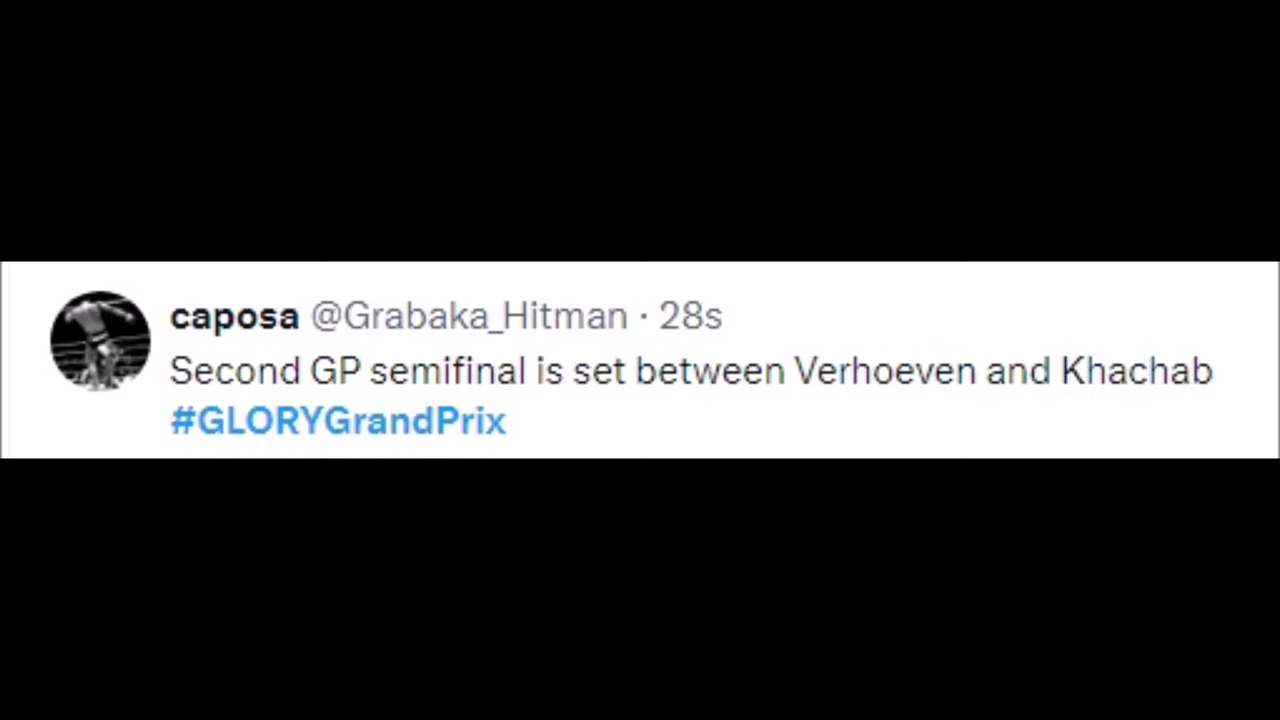 caposa @Grabaka_Hitman · 28s
Second GP semifinal is set between Verhoeven and Khachab
#GLORYGrandPrix